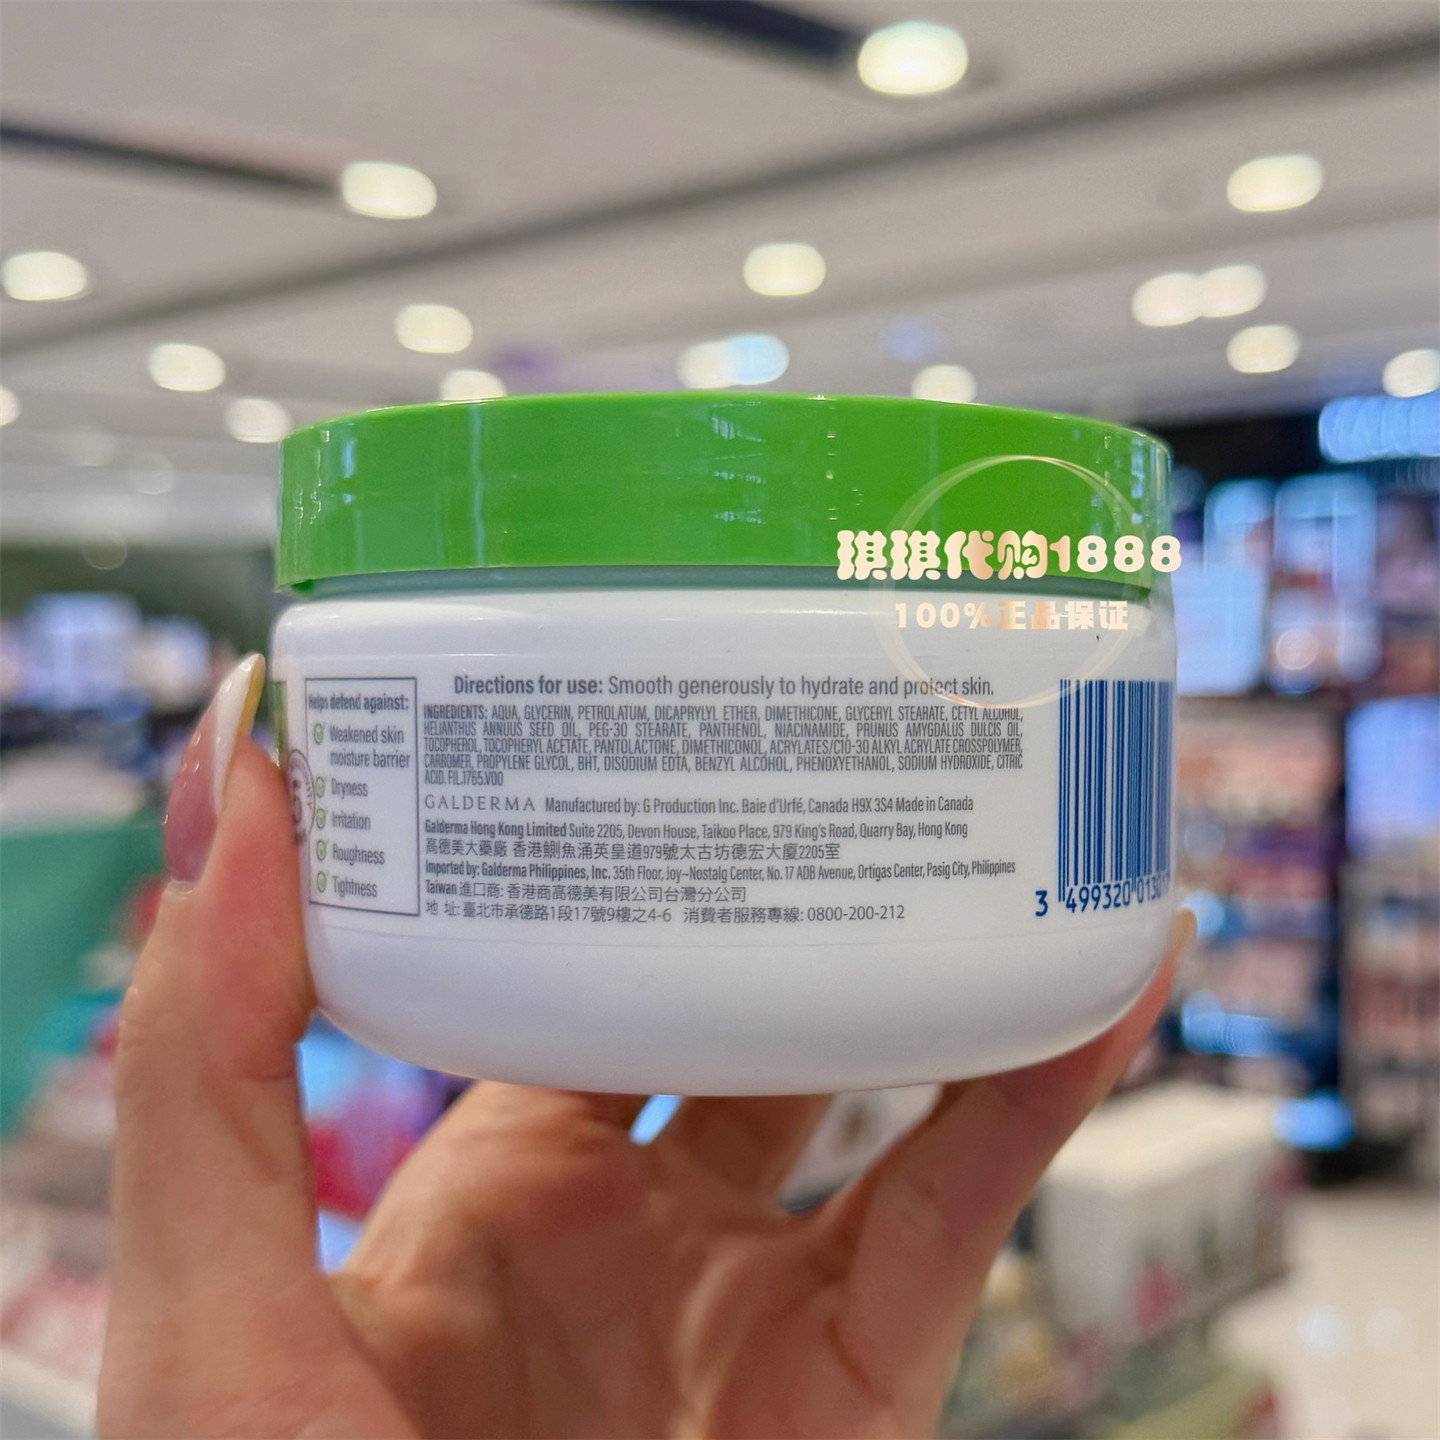 琪琪代购1888
100%正品保证
Directions for use: Smooth generously to hydrate and protect skin.
Helps defend against:
Weakened skin
moisture barrier
Dryness
Irritation
Roughness
Tightness
INGREDIENTS: AQUA, GLYCERIN, PETROLATUM, DICAPRYLYL ETHER, DIMETHICONE, GLYCERYL STEARATE, CETYL ALCOHOL,
HELIANTHUS ANNUUS SEED OIL, PEG-30 STEARATE, PANTHENOL, NIACINAMIDE, PRUNUS AMYGDALUS DULCIS OIL,
TOCOPHEROL, TOCOPHERYL ACETATE, PANTOLACTONE, DIMETHICONOL, ACRYLATES/C10-30 ALKYL ACRYLATE CROSSPOLYMER,
CARBOMER, PROPYLENE GLYCOL, BHT, DISODIUM EDTA, BENZYL ALCOHOL, PHENOXYETHANOL, SODIUM HYDROXIDE, CITRIC
ACID. FIL.1765.V00
GALDERMA Manufactured by: G Production Inc. Baie d'Urfé, Canada H9X 3S4 Made in Canada
Galderma Hong Kong Limited Suite 2205, Devon House, Taikoo Place, 979 King's Road, Quarry Bay, Hong Kong
高德美大藥廠 香港鰂魚涌英皇道979號太古坊德宏大廈2205室
Imported by: Galderma Philippines, Inc. 35th Floor, Joy~Nostalg Center, No. 17 ADB Avenue, Ortigas Center, Pasig City, Philippines
Taiwan 進口商: 香港商高德美有限公司台灣分公司
地 址: 臺北市承德路1段17號9樓之4-6 消費者服務專線: 0800-200-212
3 499320 01301